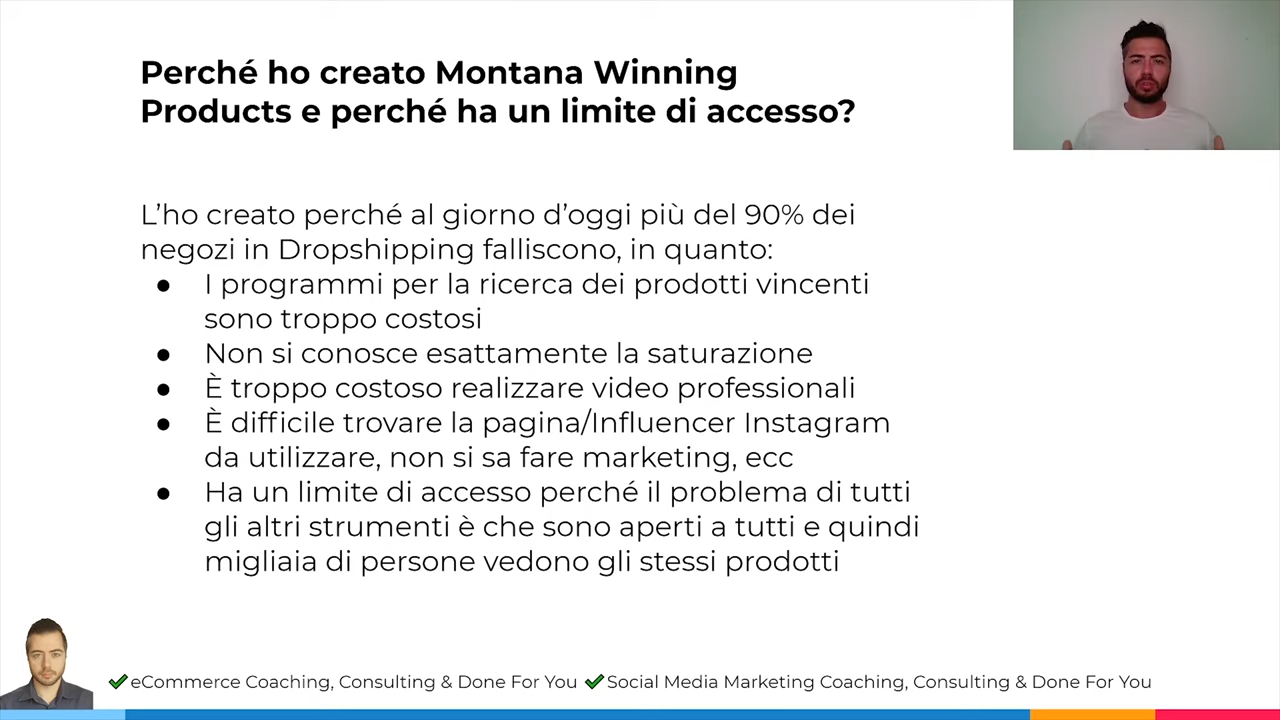 Perché ho creato Montana Winning
Products e perché ha un limite di accesso?
L’ho creato perché al giorno d’oggi più del 90% dei
negozi in Dropshipping falliscono, in quanto:
● I programmi per la ricerca dei prodotti vincenti
sono troppo costosi
● Non si conosce esattamente la saturazione
● È troppo costoso realizzare video professionali
● È difficile trovare la pagina/Influencer Instagram
da utilizzare, non si sa fare marketing, ecc
● Ha un limite di accesso perché il problema di tutti
gli altri strumenti è che sono aperti a tutti e quindi
migliaia di persone vedono gli stessi prodotti
✔eCommerce Coaching, Consulting & Done For You ✔Social Media Marketing Coaching, Consulting & Done For You